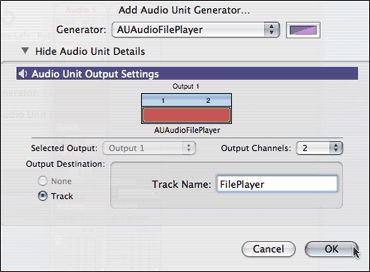 Add Audio Unit Generator...
Generator: AUAudioFilePlayer
Hide Audio Unit Details
Audio Unit Output Settings
Output 1
1 2
AUAudioFilePlayer
Selected Output: Output 1 Output Channels: 2
Output Destination:
None
Track
Track Name: FilePlayer
Cancel OK